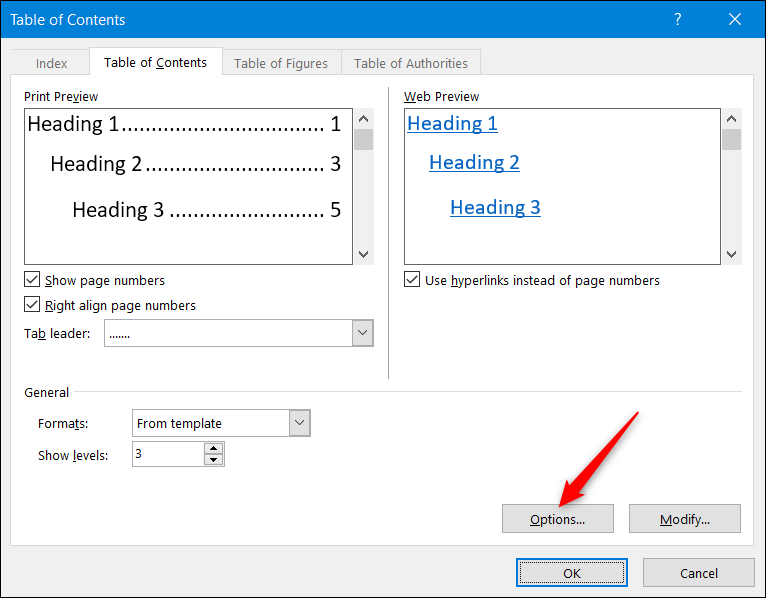 Table of Contents
?
Index
Table of Contents
Table of Figures
Table of Authorities
Print Preview
Heading 1.................................... 1
Heading 2................................ 3
Heading 3 ............................ 5
Web Preview
Heading 1
Heading 2
Heading 3
Show page numbers
Right align page numbers
Tab leader: .......
Use hyperlinks instead of page numbers
General
Formats: From template
Show levels: 3
Options...
Modify...
OK
Cancel